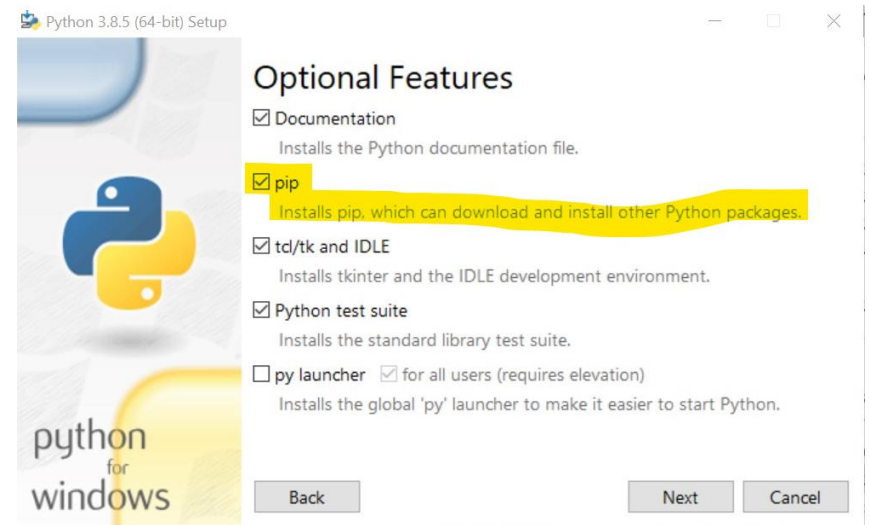 Python 3.8.5 (64-bit) Setup
Optional Features
Documentation
Installs the Python documentation file.
pip
Installs pip, which can download and install other Python packages.
tcl/tk and IDLE
Installs tkinter and the IDLE development environment.
Python test suite
Installs the standard library test suite.
py launcher for all users (requires elevation)
Installs the global 'py' launcher to make it easier to start Python.
python
for
windows
Back Next Cancel